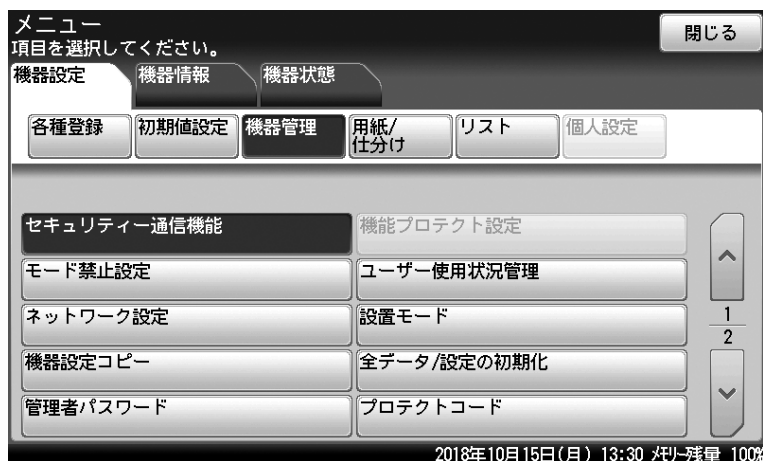 メニュー
項目を選択してください。
閉じる
機器設定 機器情報 機器状態
各種登録 初期値設定 機器管理 用紙/ リスト 個人設定
仕分け
セキュリティー通信機能 機能プロテクト設定
モード禁止設定 ユーザー使用状況管理
ネットワーク設定 設置モード
1
2
機器設定コピー 全データ/設定の初期化
管理者パスワード プロテクトコード
2018年10月15日(月) 13:30 メモリー残量 100%